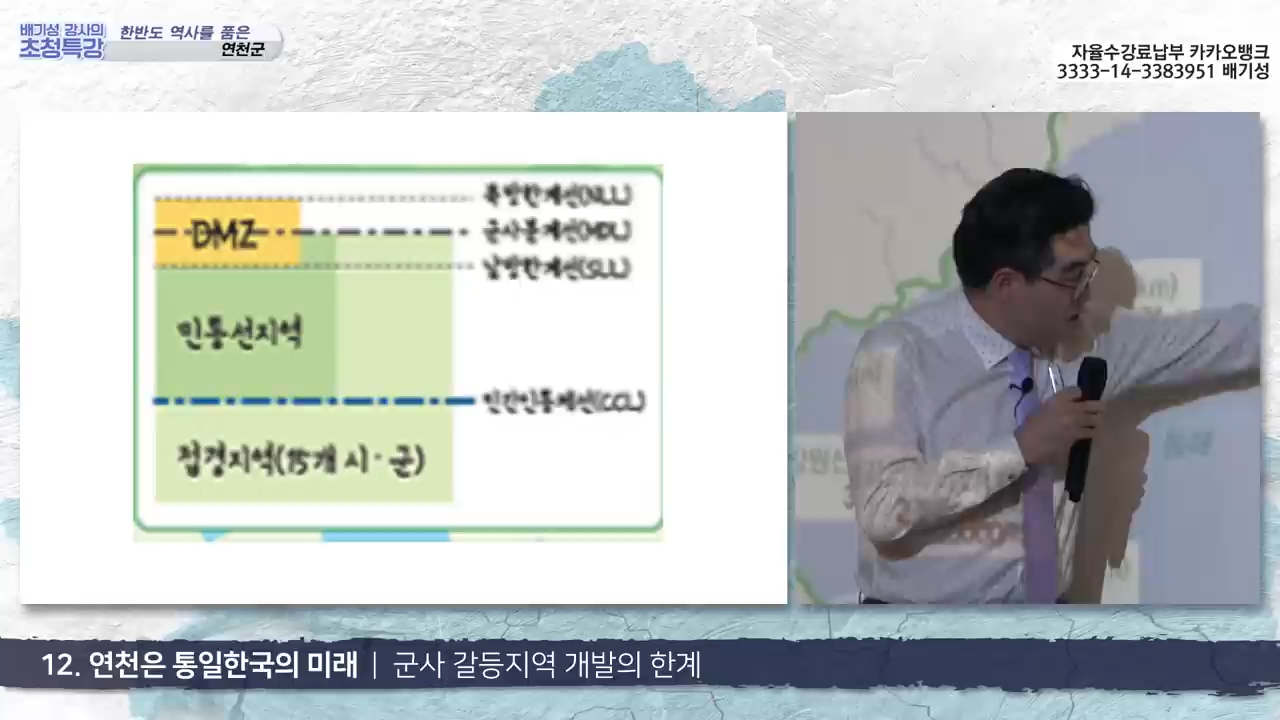 배기성 강사의
초청특강
한반도 역사를 품은
연천군
자율수강료납부 카카오뱅크
3333-14-3383951 배기성
북방한계선(NLL)
DMZ
군사분계선(MDL)
남방한계선(SLL)
민통선지역
민간인통제선(CCL)
접경지역(15개 시·군)
12. 연천은 통일한국의 미래 | 군사 갈등지역 개발의 한계